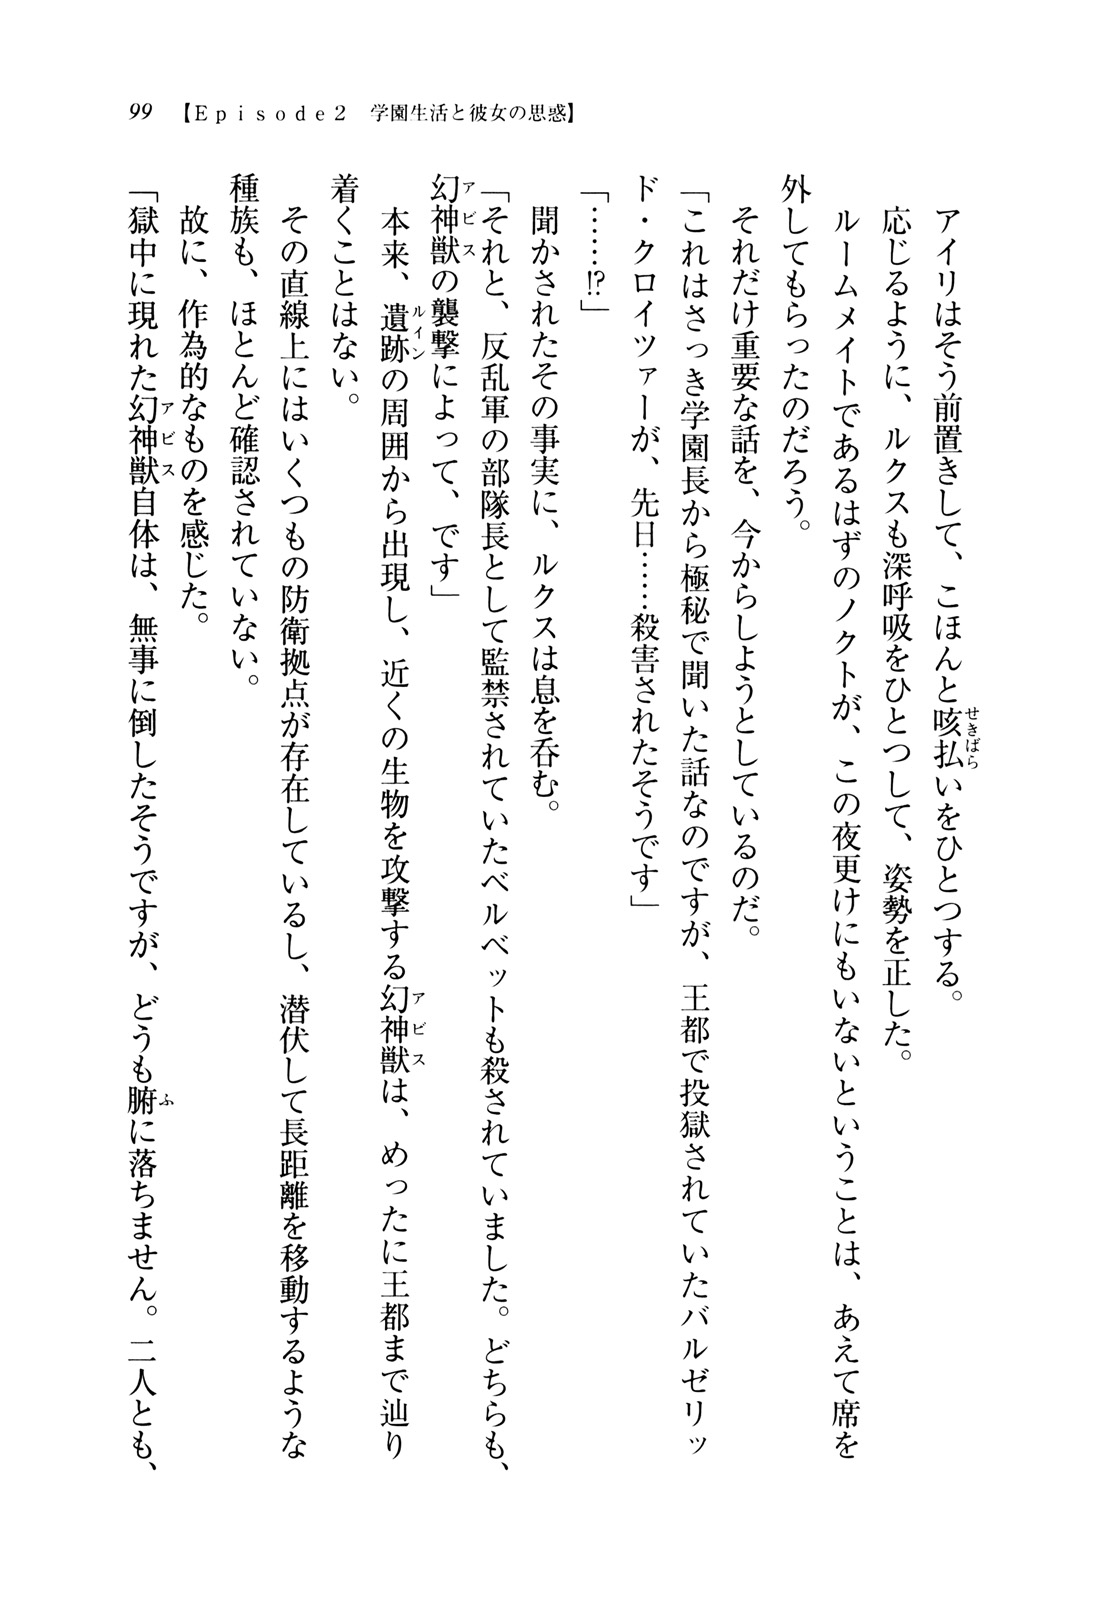 99 【Ｅｐｉｓｏｄｅ２　学園生活と彼女の思惑】
　アイリはそう前置きして、こほんと咳払いをひとつする。
　応じるように、ルクスも深呼吸をひとつして、姿勢を正した。
　ルームメイトであるはずのノクトが、この夜更けにもいないということは、あえて席を
外してもらったのだろう。
　それだけ重要な話を、今からしようとしているのだ。
「これはさっき学園長から極秘で聞いた話なのですが、王都で投獄されていたバルゼリッ
ド・クロイツァーが、先日……殺害されたそうです」
「……!?」
　聞かされたその事実に、ルクスは息を呑む。
「それと、反乱軍の部隊長として監禁されていたベルベットも殺されていました。どちらも、
幻神獣の襲撃によって、です」
　本来、遺跡の周囲から出現し、近くの生物を攻撃する幻神獣は、めったに王都まで辿り
着くことはない。
　その直線上にはいくつもの防衛拠点が存在しているし、潜伏して長距離を移動するような
種族も、ほとんど確認されていない。
　故に、作為的なものを感じた。
「獄中に現れた幻神獣自体は、無事に倒したそうですが、どうも腑に落ちません。二人とも、